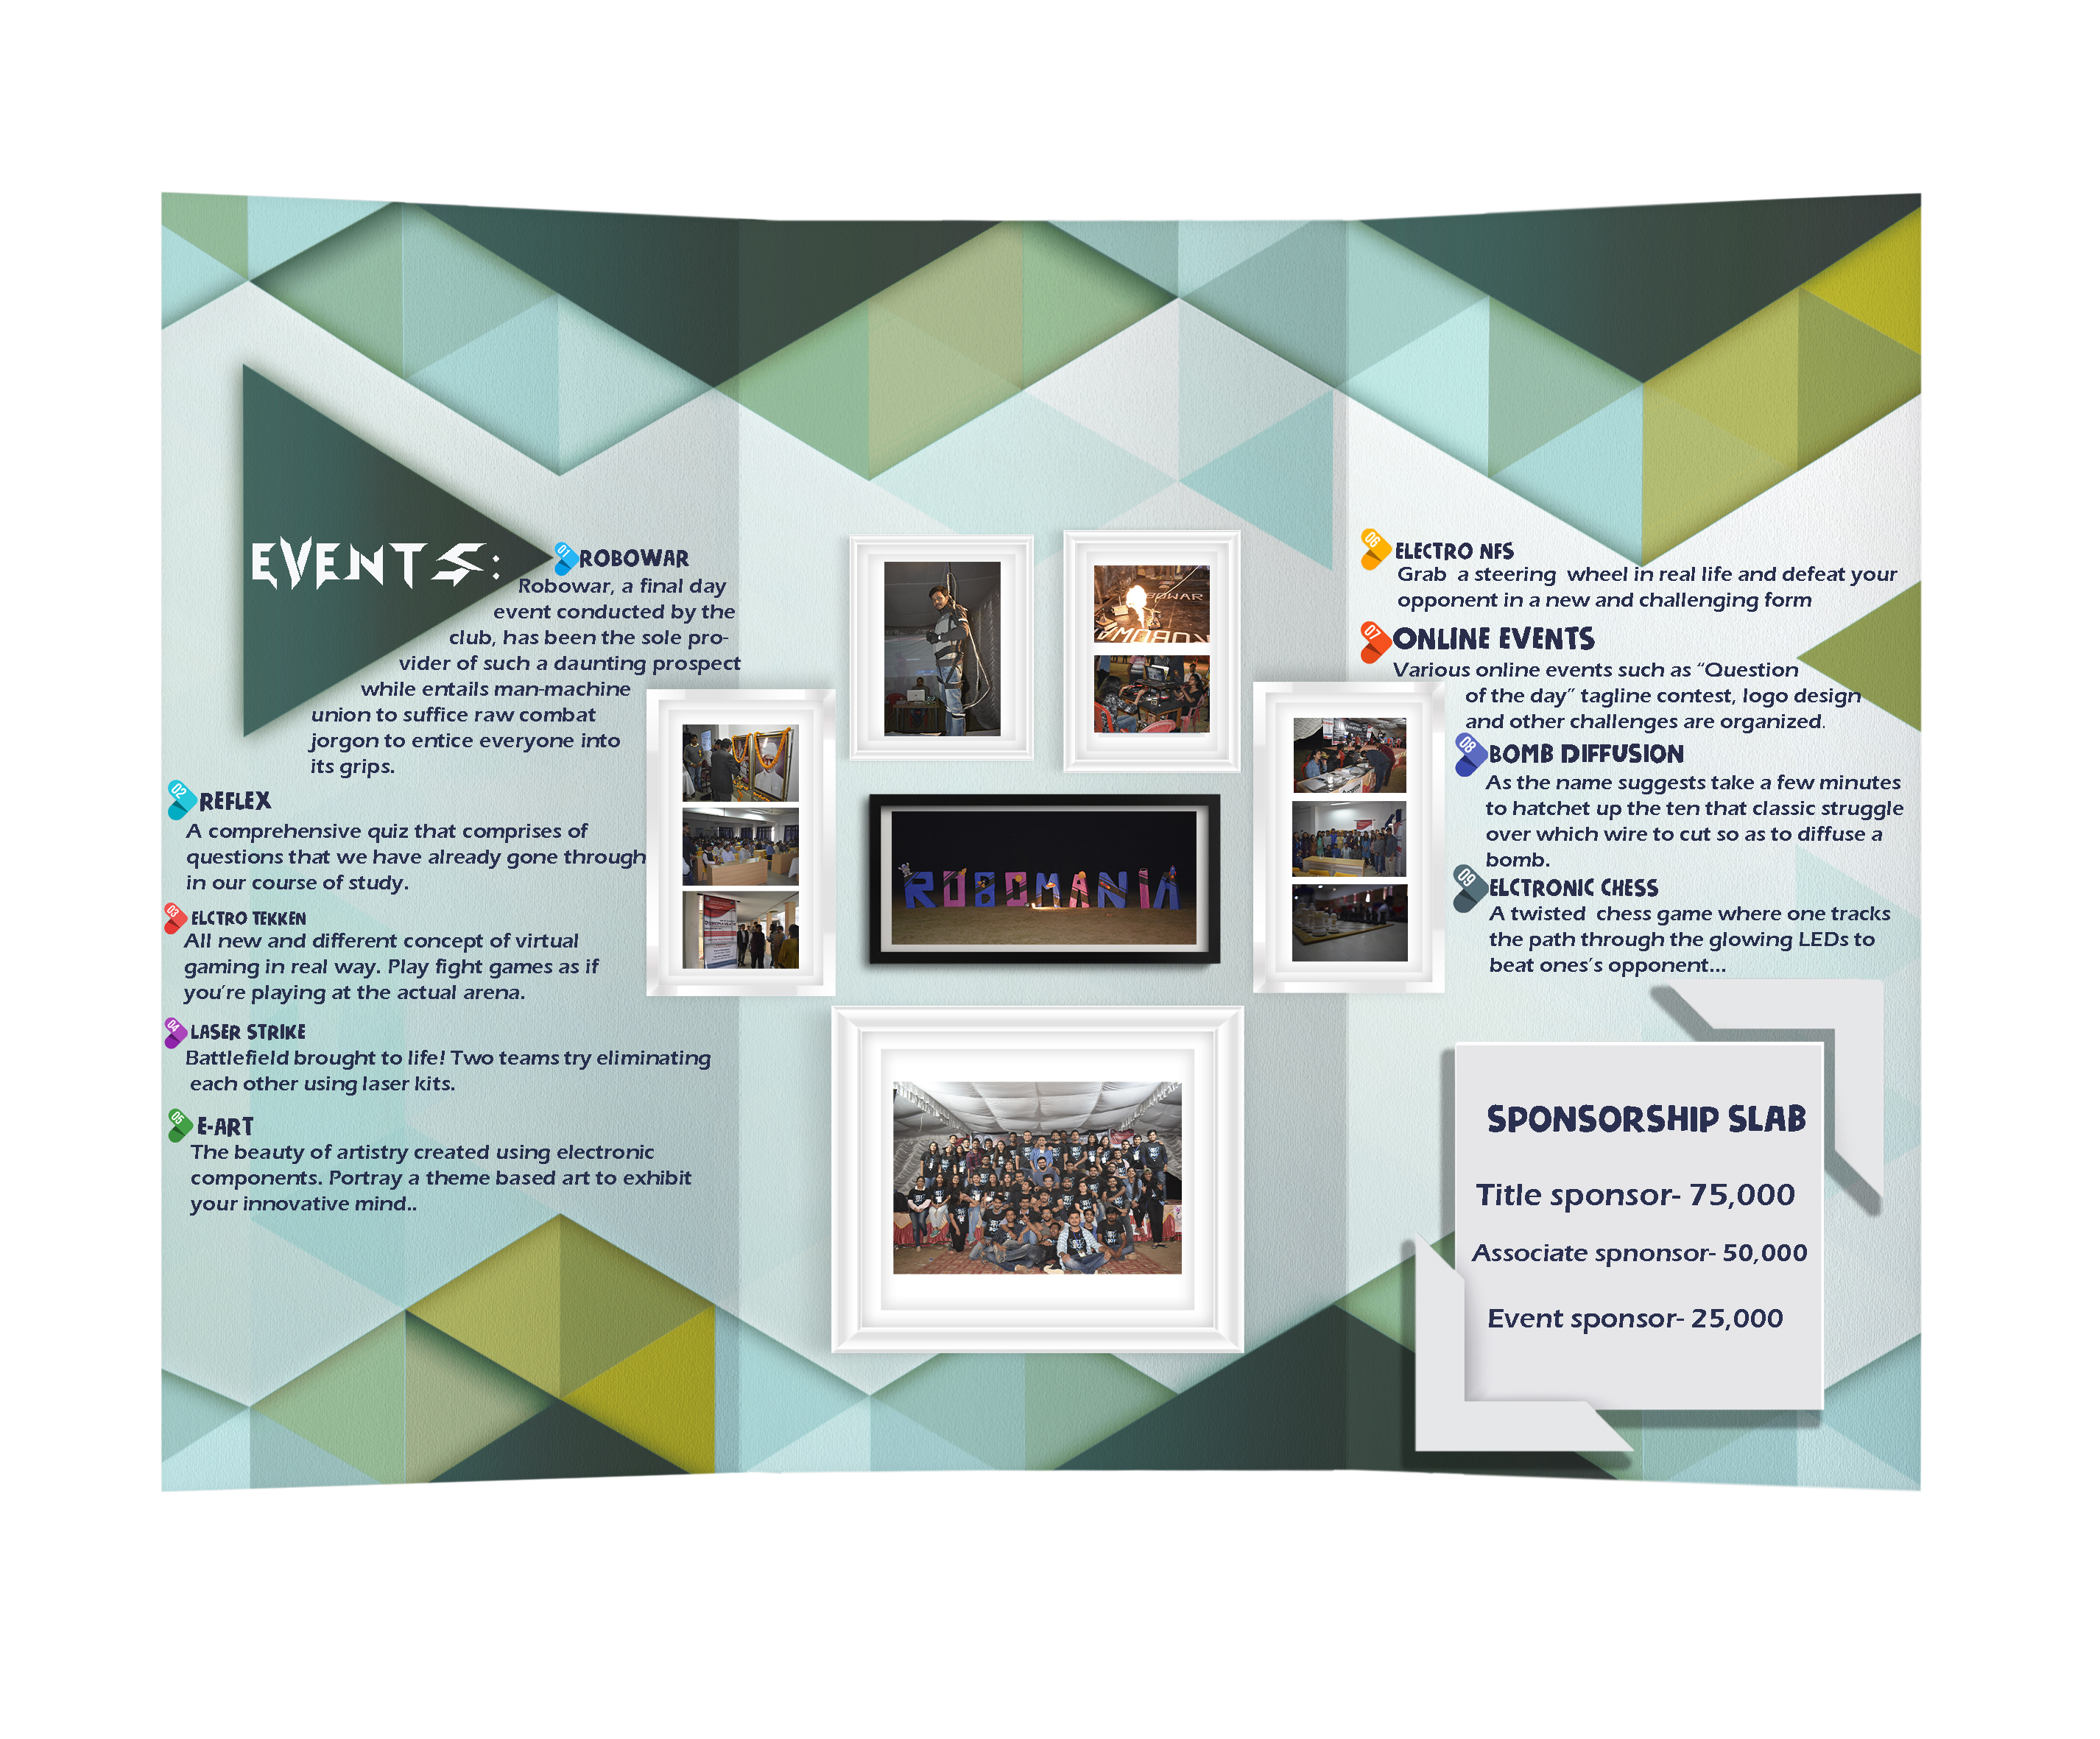 EVENTS:
01
ROBOWAR
Robowar, a final day
event conducted by the
club, has been the sole pro-
vider of such a daunting prospect
while entails man-machine
union to suffice raw combat
jorgon to entice everyone into
its grips.
02
REFLEX
A comprehensive quiz that comprises of
questions that we have already gone through
in our course of study.
03
ELCTRO TEKKEN
All new and different concept of virtual
gaming in real way. Play fight games as if
you're playing at the actual arena.
04
LASER STRIKE
Battlefield brought to life! Two teams try eliminating
each other using laser kits.
05
E-ART
The beauty of artistry created using electronic
components. Portray a theme based art to exhibit
your innovative mind..
ROBOMANIA
06
ELECTRO NFS
Grab a steering wheel in real life and defeat your
opponent in a new and challenging form
07
ONLINE EVENTS
Various online events such as “Question
of the day” tagline contest, logo design
and other challenges are organized.
08
BOMB DIFFUSION
As the name suggests take a few minutes
to hatchet up the ten that classic struggle
over which wire to cut so as to diffuse a
bomb.
09
ELCTRONIC CHESS
A twisted chess game where one tracks
the path through the glowing LEDs to
beat ones's opponent...
SPONSORSHIP SLAB
Title sponsor- 75,000
Associate spnonsor- 50,000
Event sponsor- 25,000